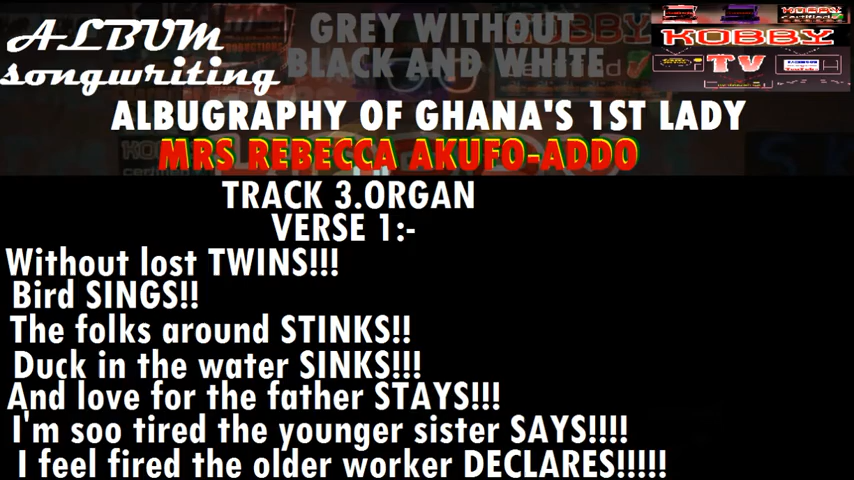 ALBUM
songwriting
GREY WITHOUT
BLACK AND WHITE
KOBBY
TV
ALBUGRAPHY OF GHANA'S 1ST LADY
MRS REBECCA AKUFO-ADDO
TRACK 3.ORGAN
VERSE 1:-
Without lost TWINS!!!
Bird SINGS!!
The folks around STINKS!!
Duck in the water SINKS!!!
And love for the father STAYS!!!
I'm soo tired the younger sister SAYS!!!!
I feel fired the older worker DECLARES!!!!!